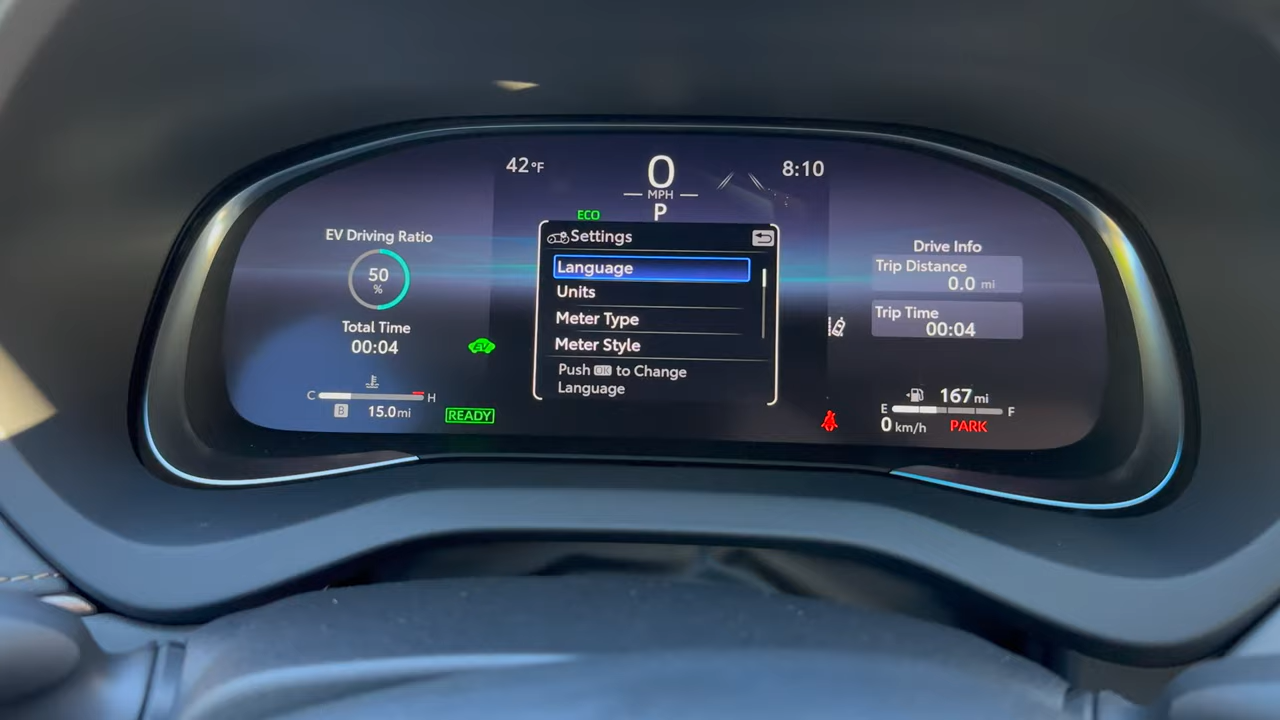 42°F
0
MPH
P
8:10
ECO
EV Driving Ratio
50
%
Total Time
00:04
C H
B 15.0mi
EV
READY
Settings
Language
Units
Meter Type
Meter Style
Push OK to Change
Language
Drive Info
Trip Distance
0.0 mi
Trip Time
00:04
167 mi
E F
0 km/h PARK